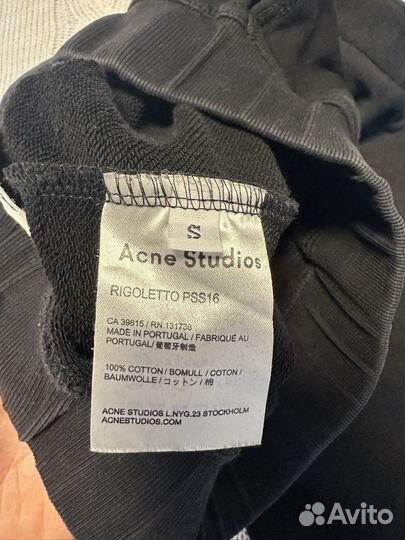 S
Acne Studios
RIGOLETTO PSS16
CA 39815 / RN 131738
MADE IN PORTUGAL / FABRIQUÉ AU
PORTUGAL/葡萄牙制造
100% COTTON / BOMULL / COTON /
BAUMWOLLE / コットン / 棉
ACNE STUDIOS L.NYG.23 STOCKHOLM
ACNESTUDIOS.COM
Avito